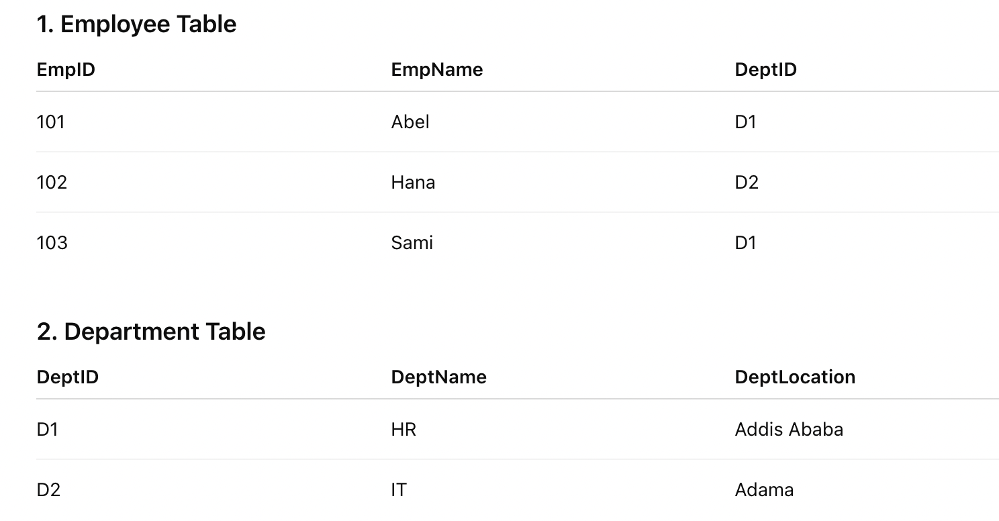 1. Employee Table
EmpID EmpName DeptID
101 Abel D1
102 Hana D2
103 Sami D1
2. Department Table
DeptID DeptName DeptLocation
D1 HR Addis Ababa
D2 IT Adama